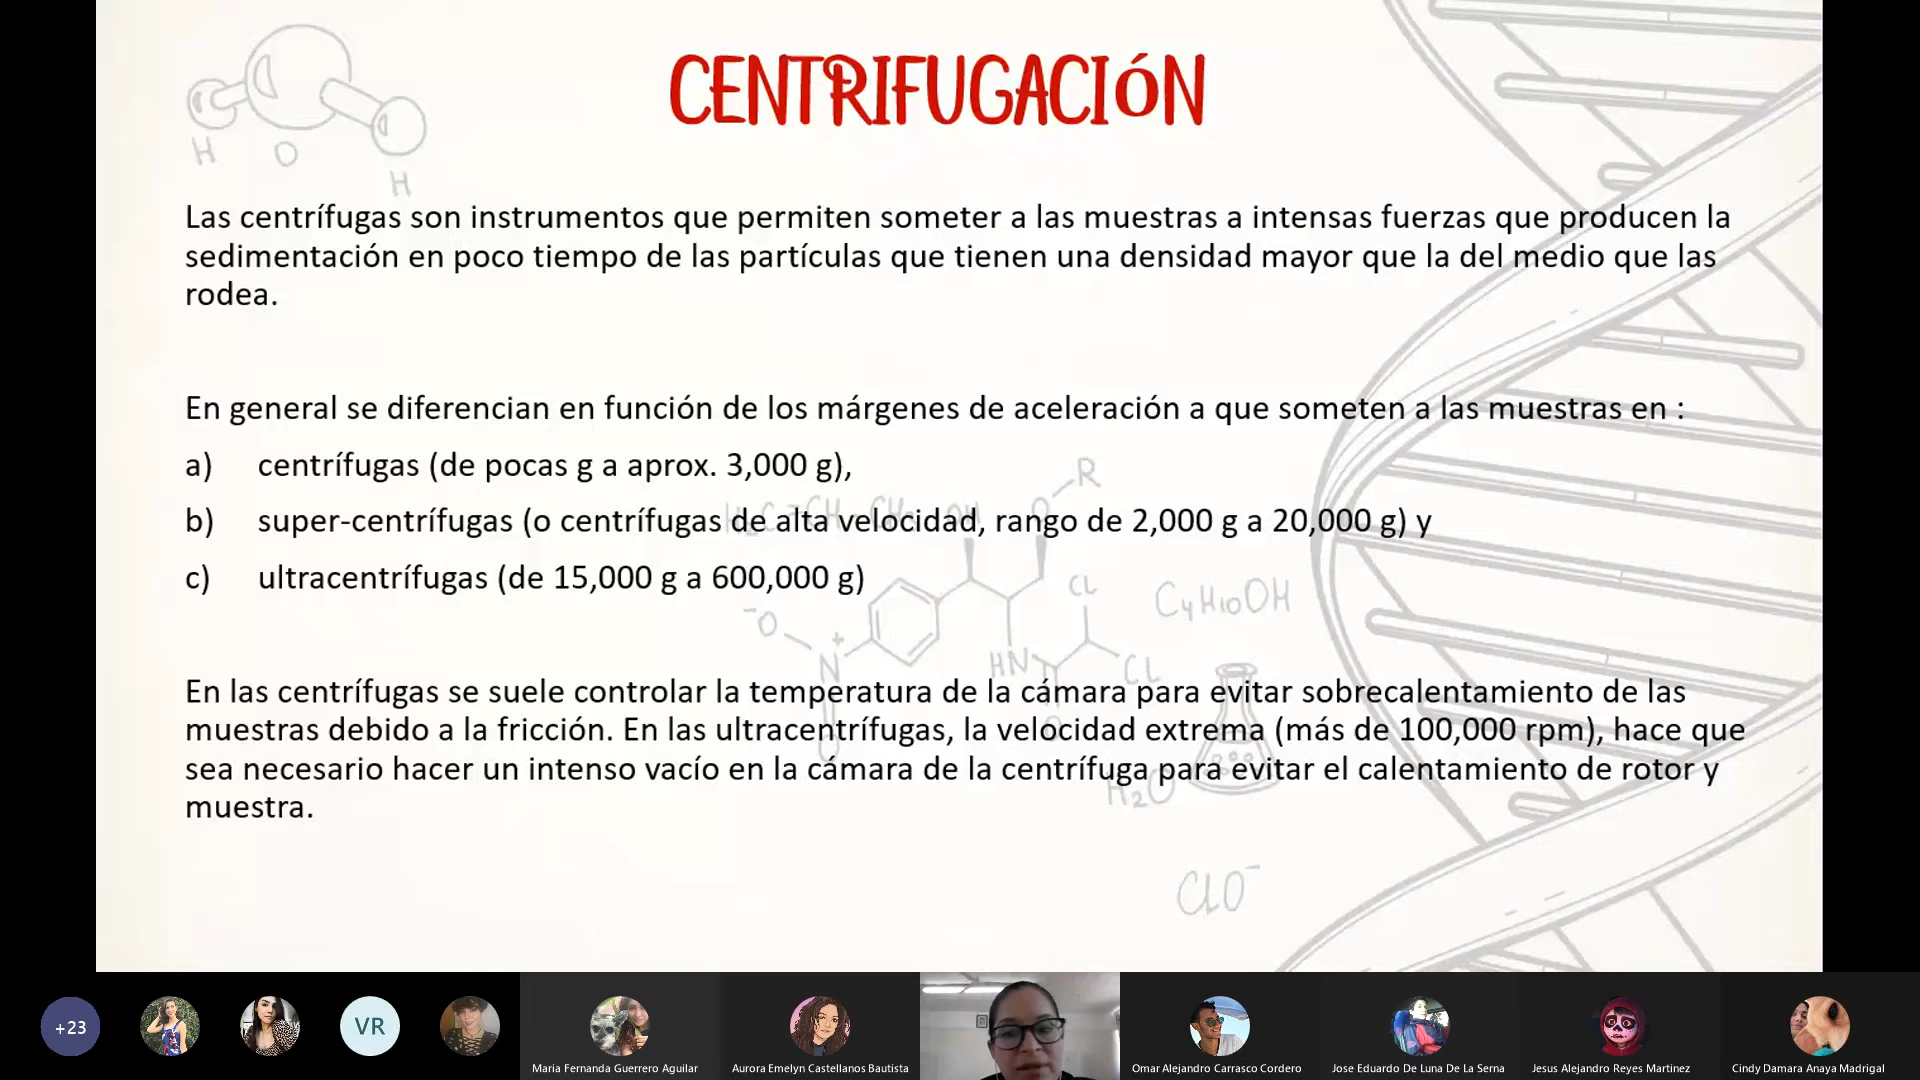 CENTRIFUGACIÓN
H
O
H
Las centrífugas son instrumentos que permiten someter a las muestras a intensas fuerzas que producen la
sedimentación en poco tiempo de las partículas que tienen una densidad mayor que la del medio que las
rodea.
En general se diferencian en función de los márgenes de aceleración a que someten a las muestras en :
a) centrífugas (de pocas g a aprox. 3,000 g),
R
b) super-centrífugas (o centrífugas de alta velocidad, rango de 2,000 g a 20,000 g) y
c) ultracentrífugas (de 15,000 g a 600,000 g)
CL
C4H10OH
⁻O
N⁺
HN
CL
En las centrífugas se suele controlar la temperatura de la cámara para evitar sobrecalentamiento de las
muestras debido a la fricción. En las ultracentrífugas, la velocidad extrema (más de 100,000 rpm), hace que
sea necesario hacer un intenso vacío en la cámara de la centrífuga para evitar el calentamiento de rotor y
muestra.
H2O
ClO⁻
+23
VR
Maria Fernanda Guerrero Aguilar
Aurora Emelyn Castellanos Bautista
Omar Alejandro Carrasco Cordero
Jose Eduardo De Luna De La Serna
Jesus Alejandro Reyes Martinez
Cindy Damara Anaya Madrigal